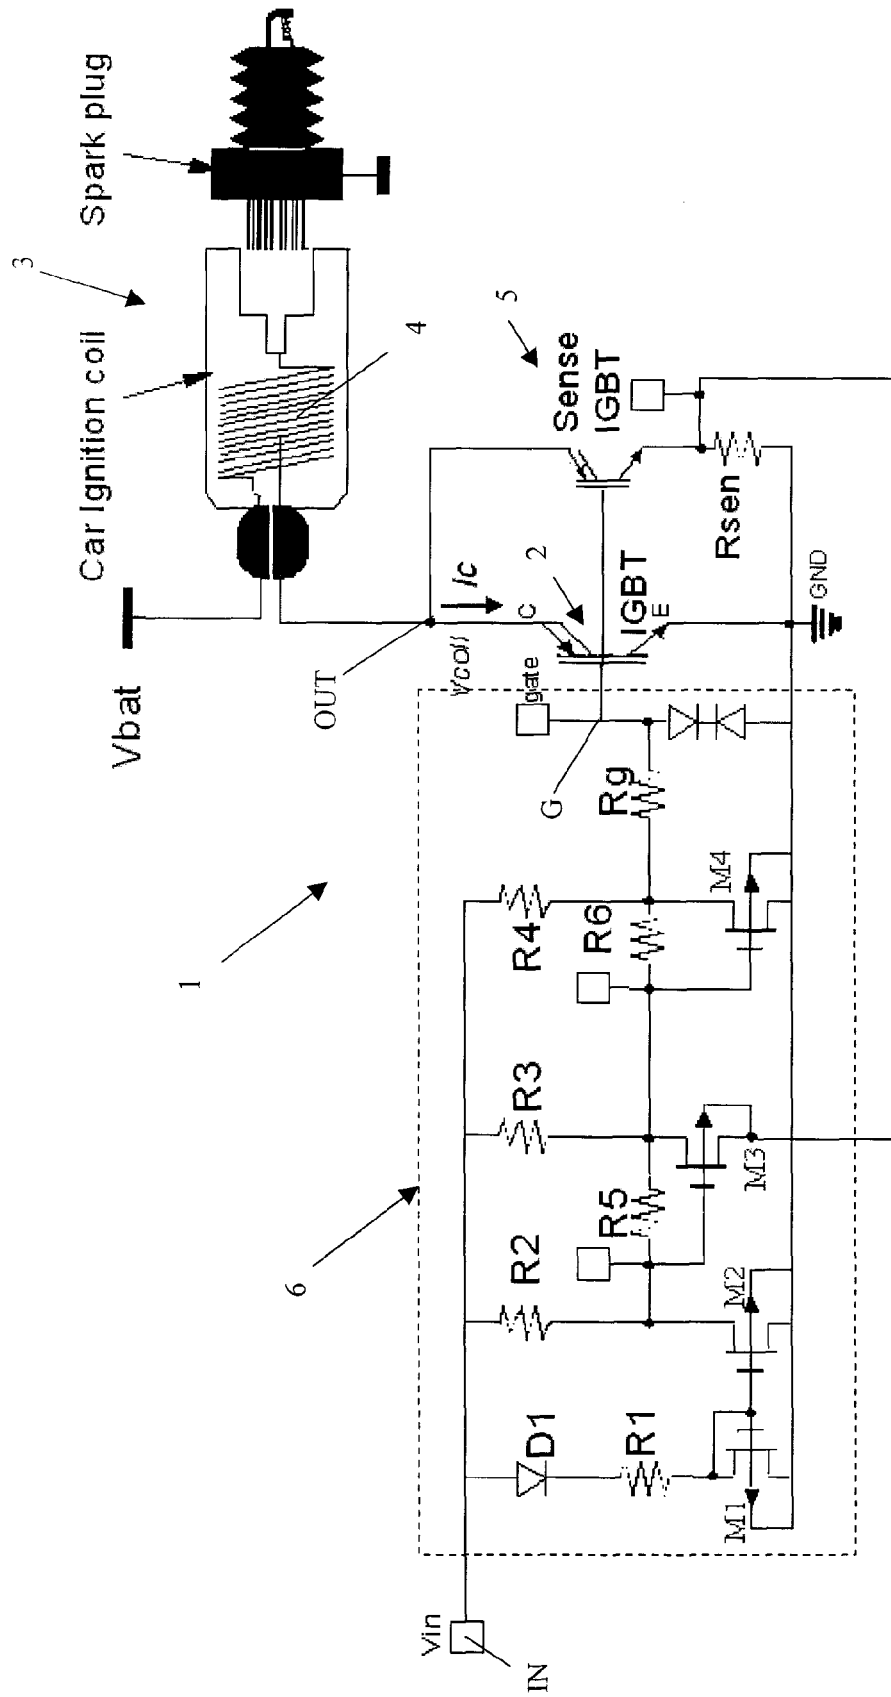 Spark plug
3
Car Ignition coil
4
Vbat
5
Sense
IGBT
Rsen
OUT
Ic
C
2
IGBT
E
GND
Vcoil
gate
G
Rg
1
R4
R6
M4
R3
R5
M3
6
R2
M2
D1
R1
M1
Vin
IN